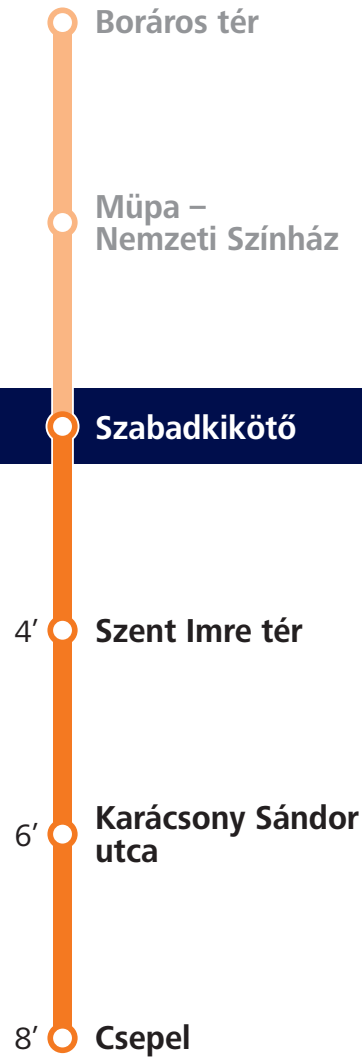 Boráros tér
Müpa –
Nemzeti Színház
Szabadkikötő
4’ Szent Imre tér
Karácsony Sándor
6’ utca
8’ Csepel